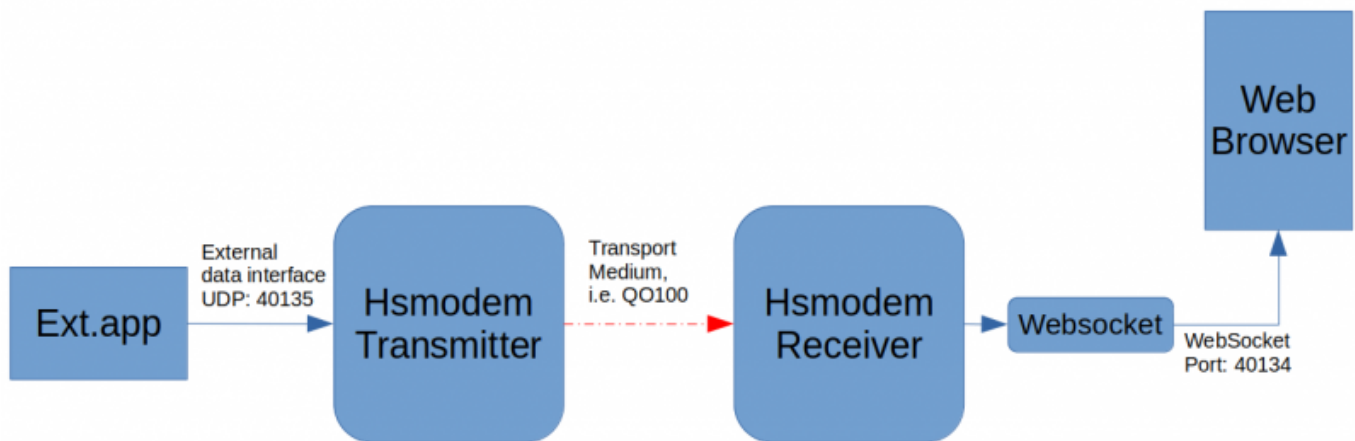 Ext.app
External
data interface
UDP: 40135
Hsmodem
Transmitter
Transport
Medium,
i.e. QO100
Hsmodem
Receiver
Websocket
WebSocket
Port: 40134
Web
Browser